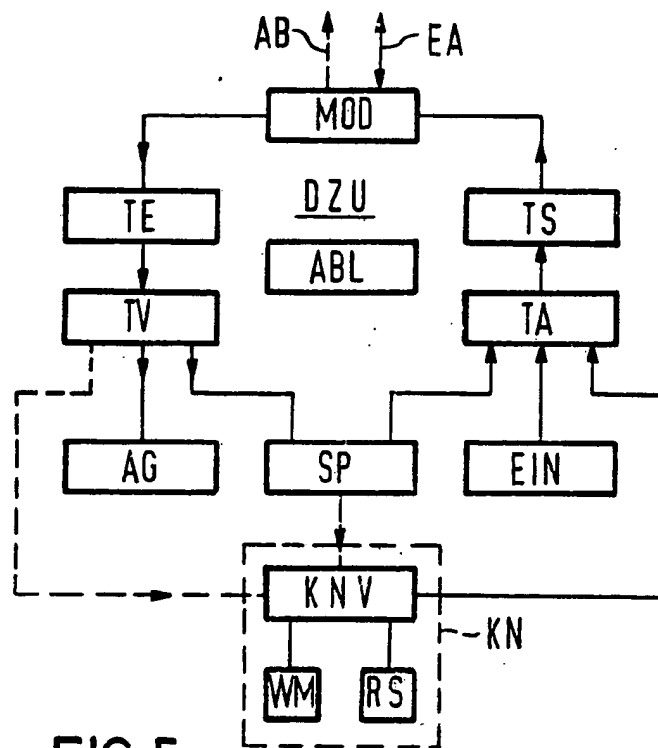 AB EA
MOD
TE DZU TS
ABL
TV TA
AG SP EIN
KNV
KN
WM RS
FIG.5